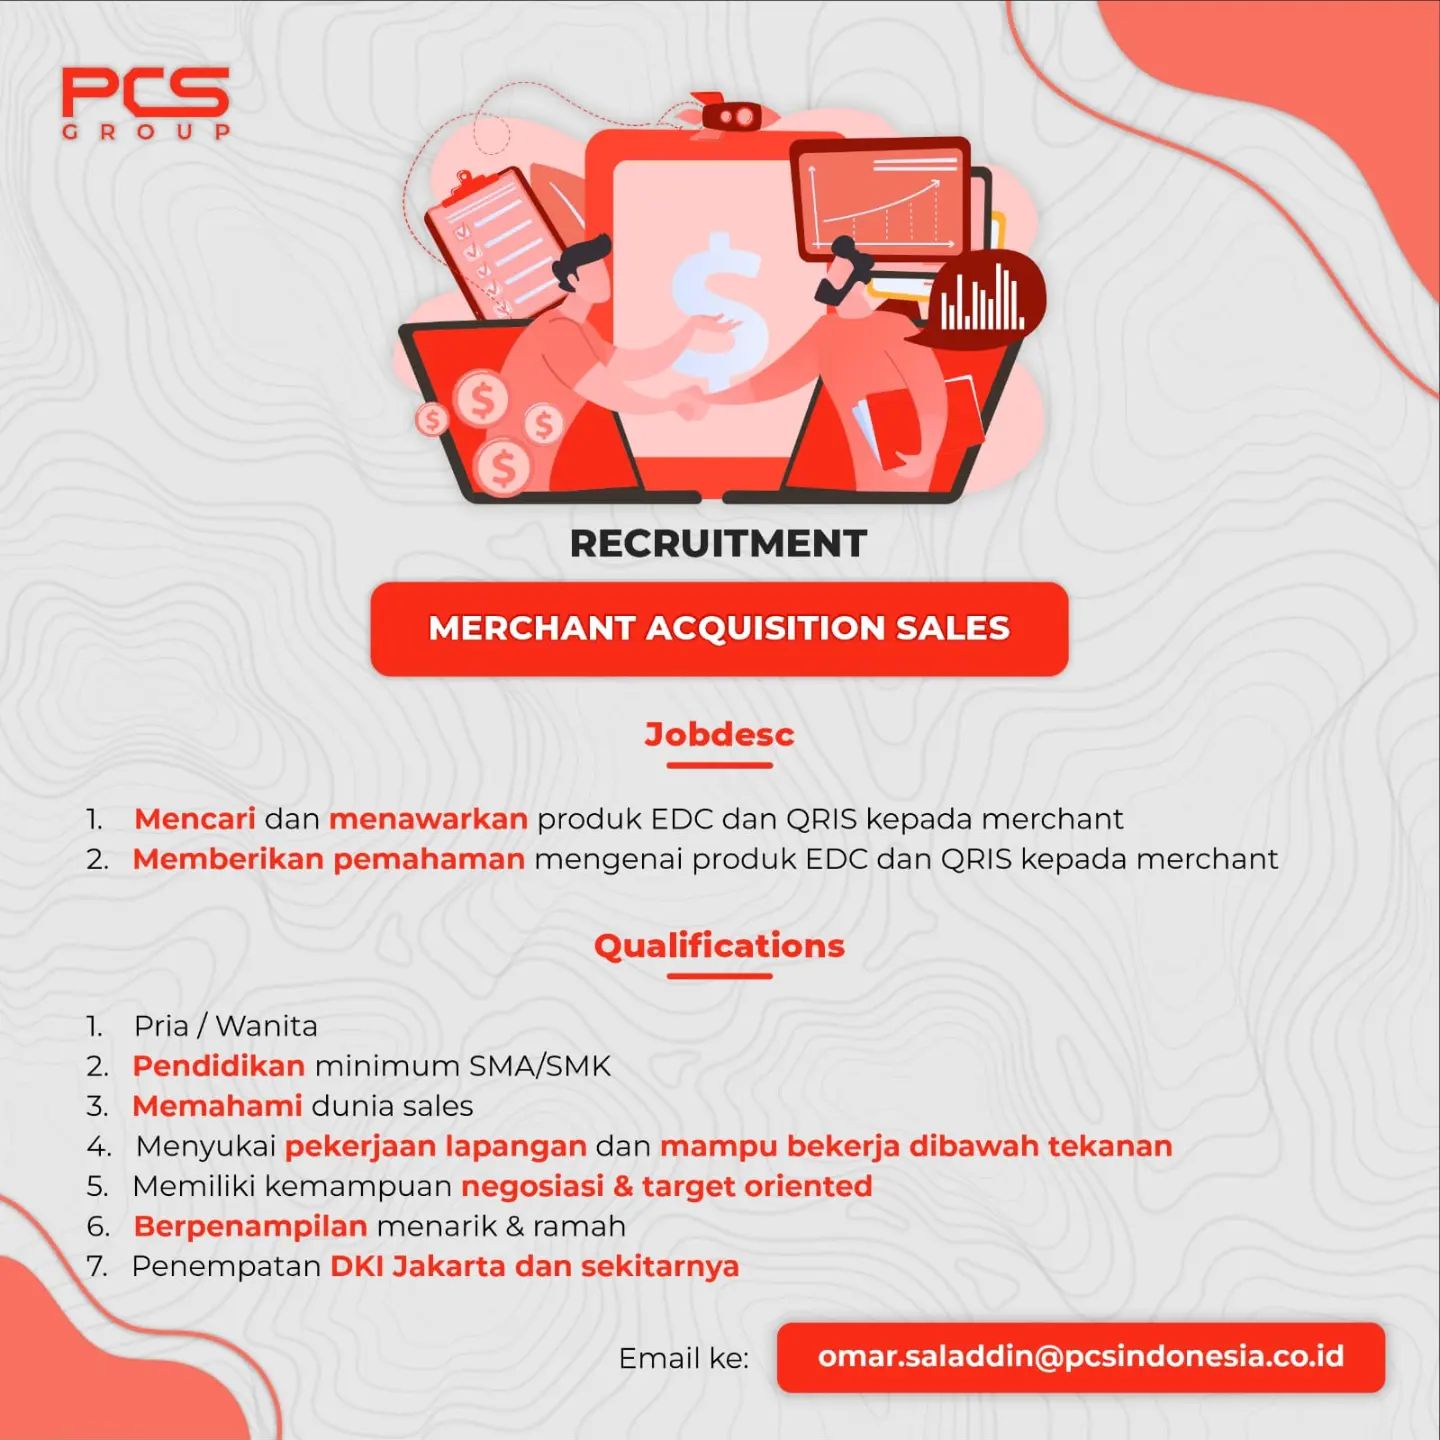 PCS
GROUP
RECRUITMENT
MERCHANT ACQUISITION SALES
Jobdesc
1. Mencari dan menawarkan produk EDC dan QRIS kepada merchant
2. Memberikan pemahaman mengenai produk EDC dan QRIS kepada merchant
Qualifications
1. Pria / Wanita
2. Pendidikan minimum SMA/SMK
3. Memahami dunia sales
4. Menyukai pekerjaan lapangan dan mampu bekerja dibawah tekanan
5. Memiliki kemampuan negosiasi & target oriented
6. Berpenampilan menarik & ramah
7. Penempatan DKI Jakarta dan sekitarnya
Email ke: omar.saladdin@pcsindonesia.co.id